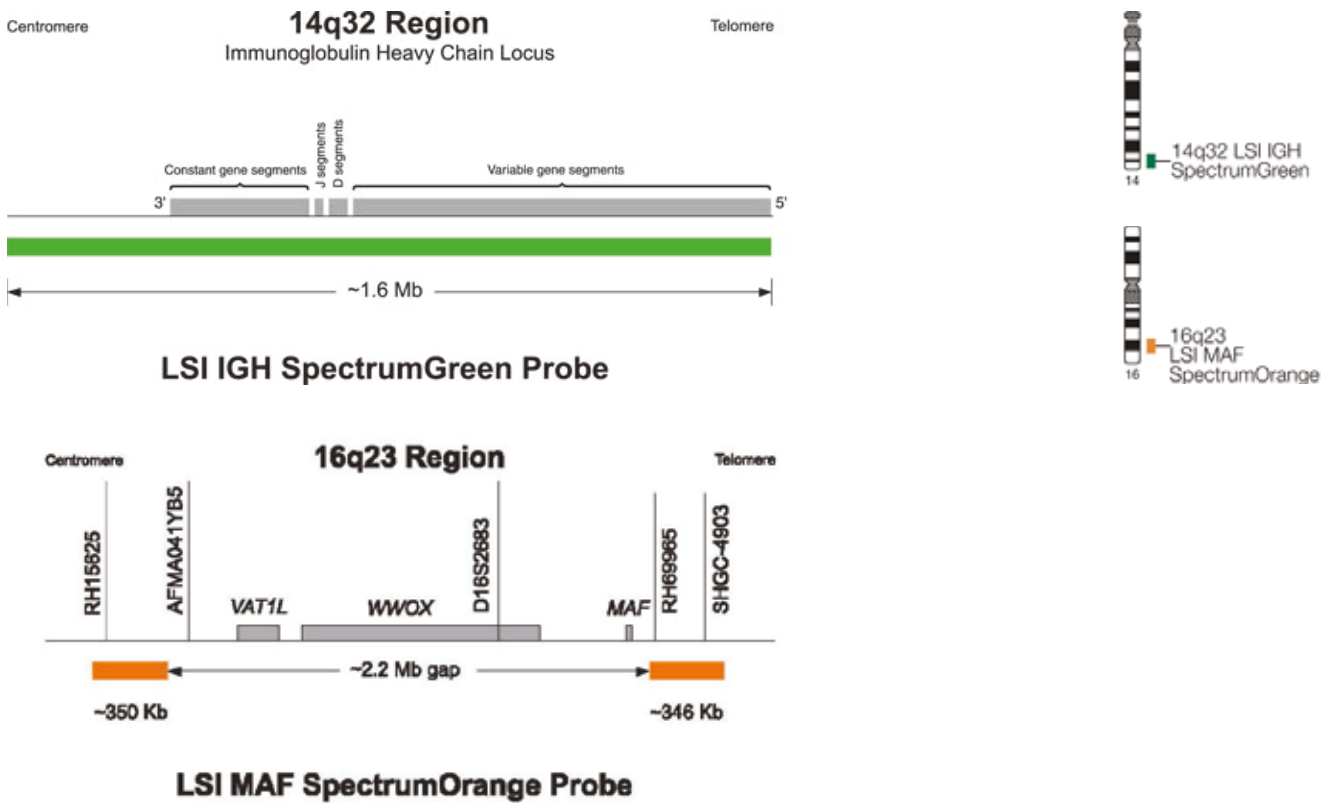 Centromere
14q32 Region
Telomere
Immunoglobulin Heavy Chain Locus
Constant gene segments
J segments
D segments
Variable gene segments
3'
5'
~1.6 Mb
LSI IGH SpectrumGreen Probe
14q32 LSI IGH
SpectrumGreen
14
16q23
LSI MAF
SpectrumOrange
16
Centromere
16q23 Region
Telomere
RH15625
AFMA041YB5
VAT1L
WWOX
D16S2683
MAF
RH69965
SHGC-4903
~2.2 Mb gap
~350 Kb
~346 Kb
LSI MAF SpectrumOrange Probe